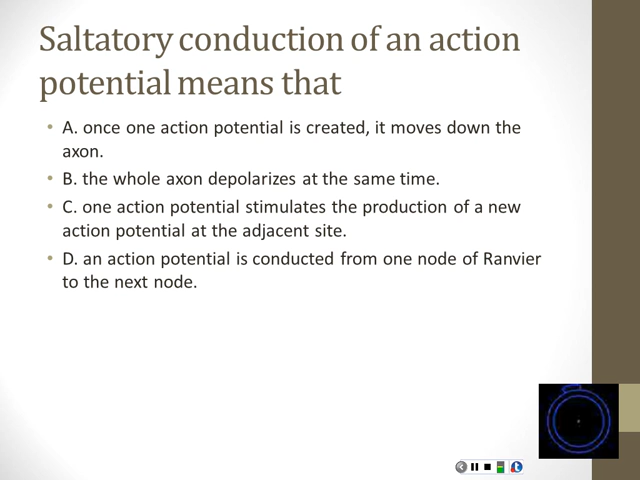 Saltatory conduction of an action
potential means that
• A. once one action potential is created, it moves down the
axon.
• B. the whole axon depolarizes at the same time.
• C. one action potential stimulates the production of a new
action potential at the adjacent site.
• D. an action potential is conducted from one node of Ranvier
to the next node.